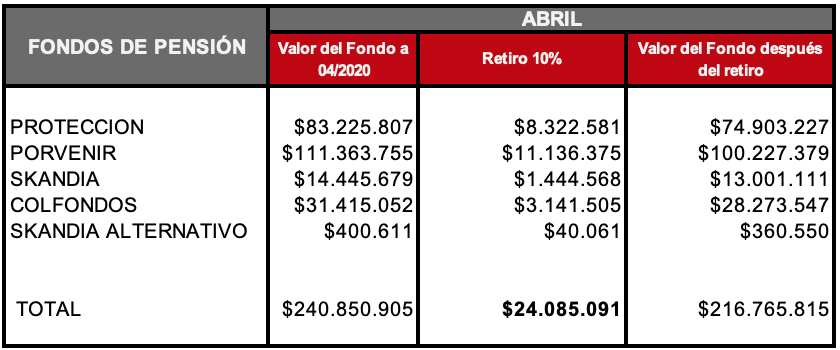 FONDOS DE PENSIÓN
ABRIL
Valor del Fondo a
04/2020
Retiro 10%
Valor del Fondo después
del retiro
PROTECCION $83.225.807 $8.322.581 $74.903.227
PORVENIR $111.363.755 $11.136.375 $100.227.379
SKANDIA $14.445.679 $1.444.568 $13.001.111
COLFONDOS $31.415.052 $3.141.505 $28.273.547
SKANDIA ALTERNATIVO $400.611 $40.061 $360.550
TOTAL $240.850.905 $24.085.091 $216.765.815